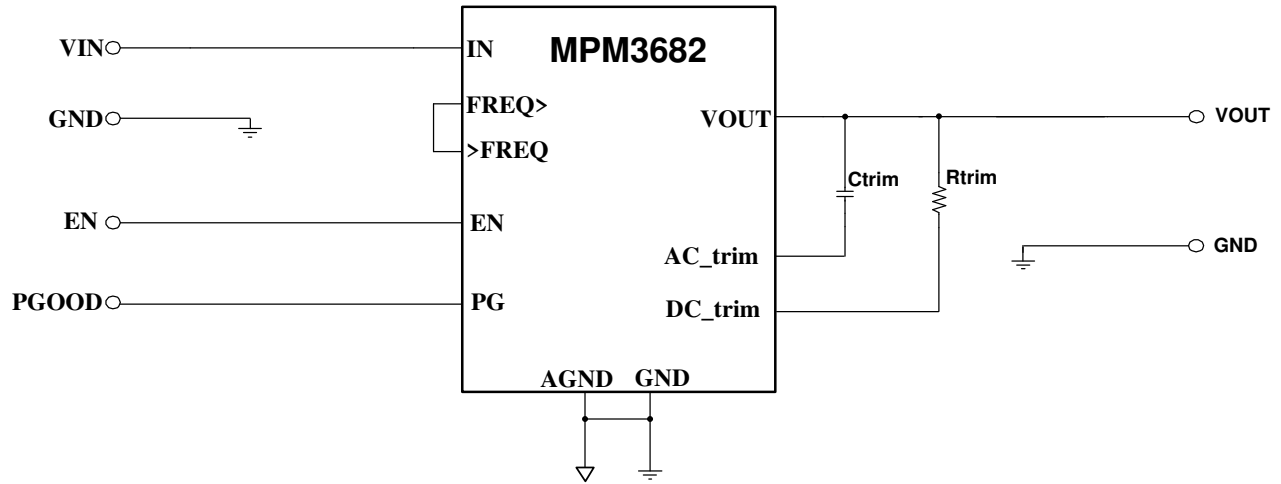 MPM3682
VIN
IN
GND
FREQ>
>FREQ
VOUT
VOUT
Ctrim
Rtrim
EN
EN
AC_trim
GND
PGOOD
PG
DC_trim
AGND GND